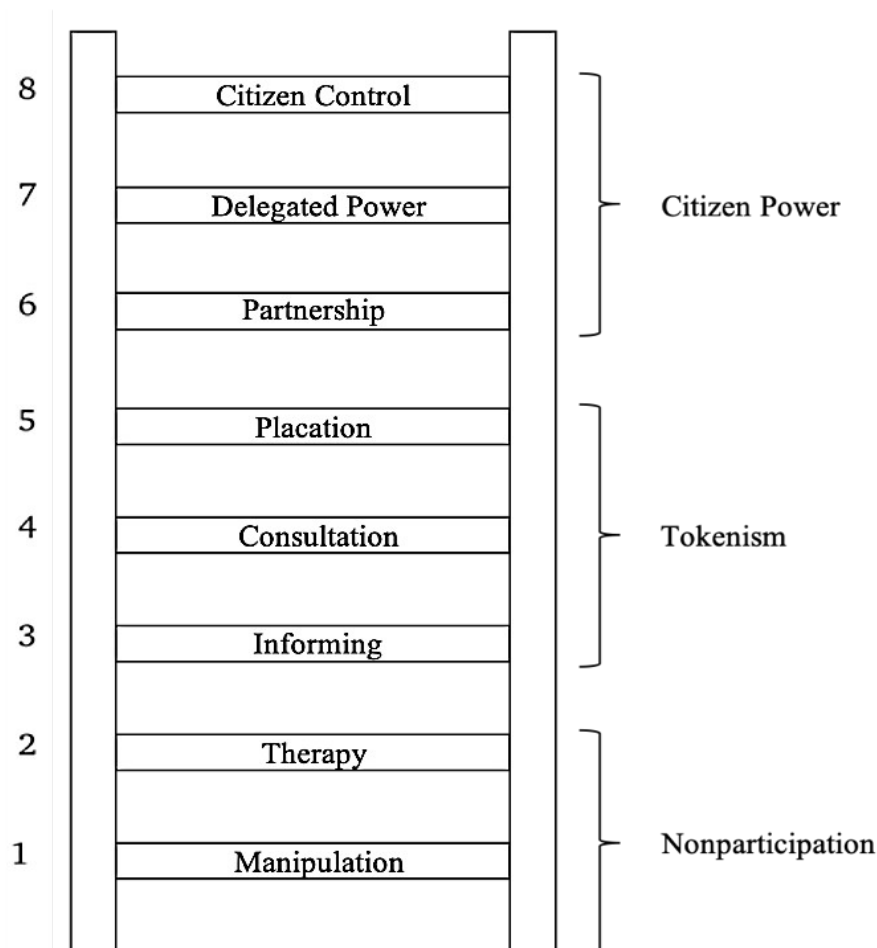 8 Citizen Control
7 Delegated Power Citizen Power
6 Partnership
5 Placation
4 Consultation Tokenism
3 Informing
2 Therapy
1 Manipulation Nonparticipation